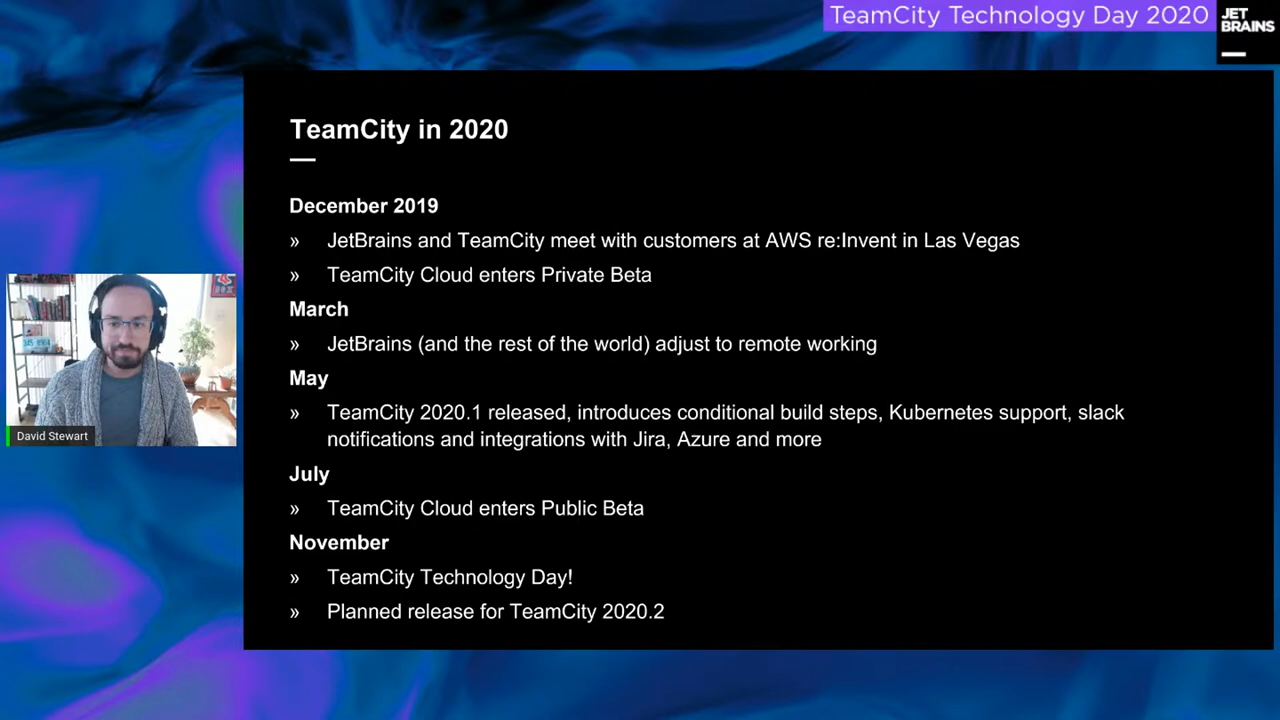 TeamCity Technology Day 2020
JET
BRAINS
TeamCity in 2020
December 2019
» JetBrains and TeamCity meet with customers at AWS re:Invent in Las Vegas
» TeamCity Cloud enters Private Beta
March
» JetBrains (and the rest of the world) adjust to remote working
May
» TeamCity 2020.1 released, introduces conditional build steps, Kubernetes support, slack
notifications and integrations with Jira, Azure and more
July
» TeamCity Cloud enters Public Beta
November
» TeamCity Technology Day!
» Planned release for TeamCity 2020.2
David Stewart